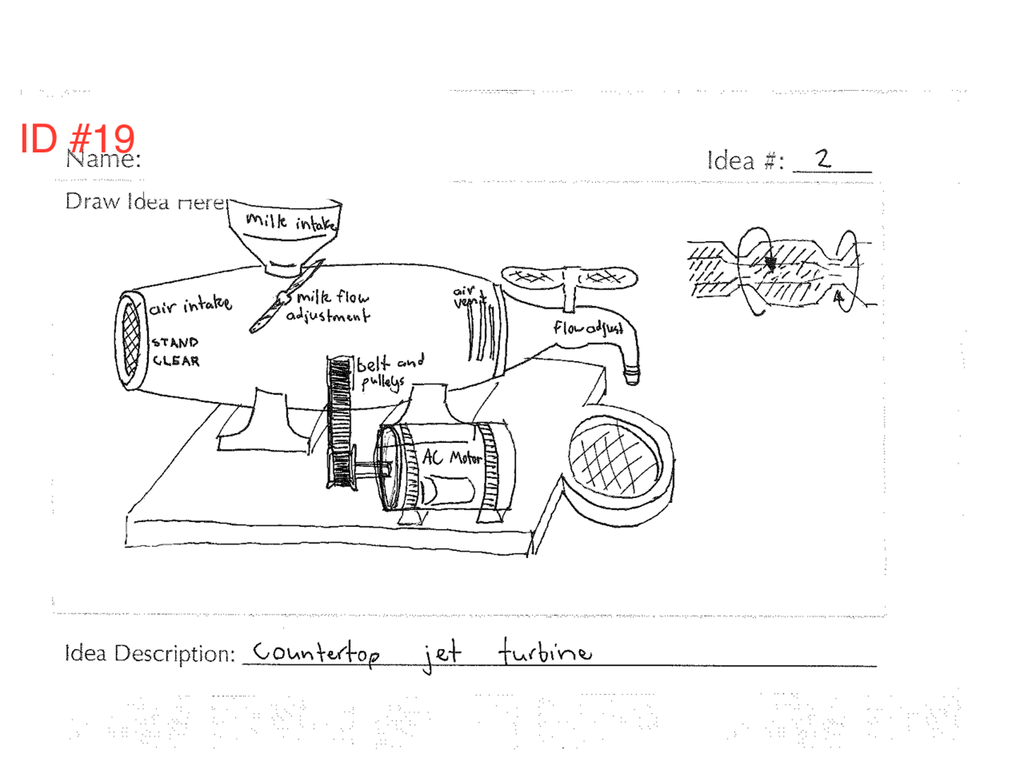 ID #19
Name:
Idea #: 2
Draw Idea Here
milk intake
air intake
milk flow
adjustment
air
vent
flow adjust
STAND
CLEAR
belt and
pulleys
AC Motor
Idea Description: Countertop jet turbine